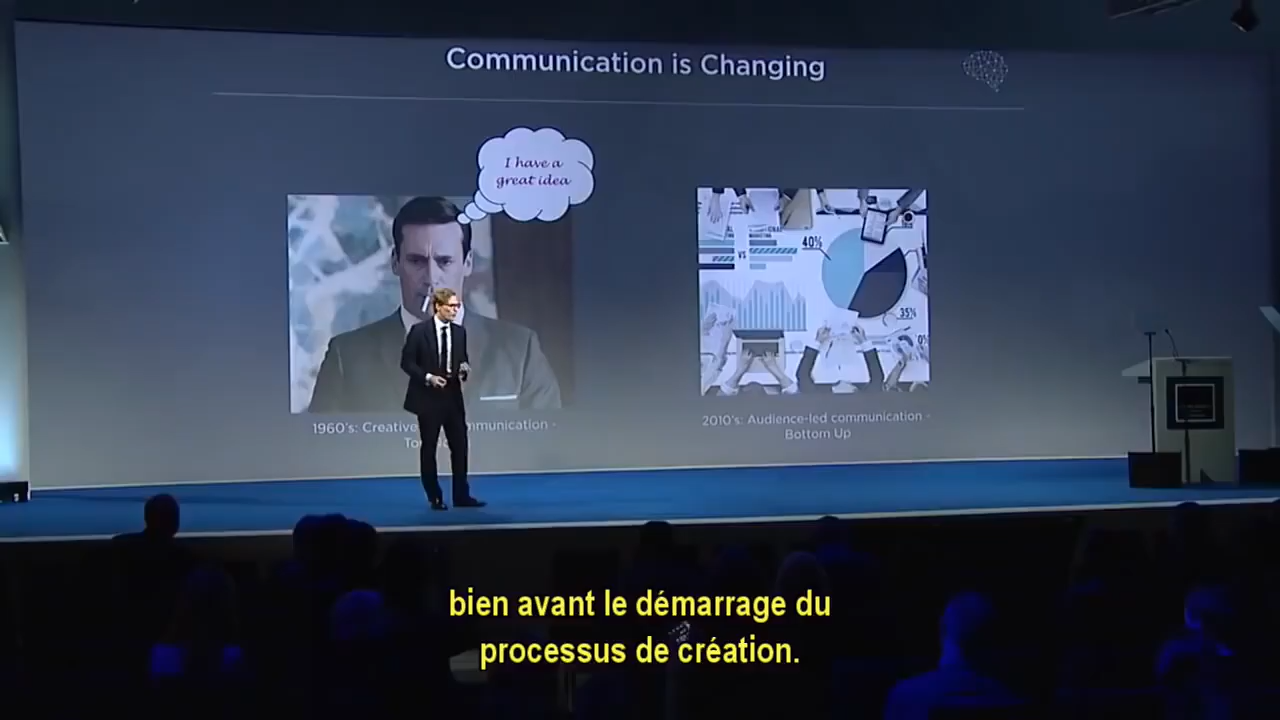 Communication is Changing
I have a
great idea
40%
VS
35%
1960's: Creative
2010's: Audience-led communication -
Bottom Up
bien avant le démarrage du
processus de création.